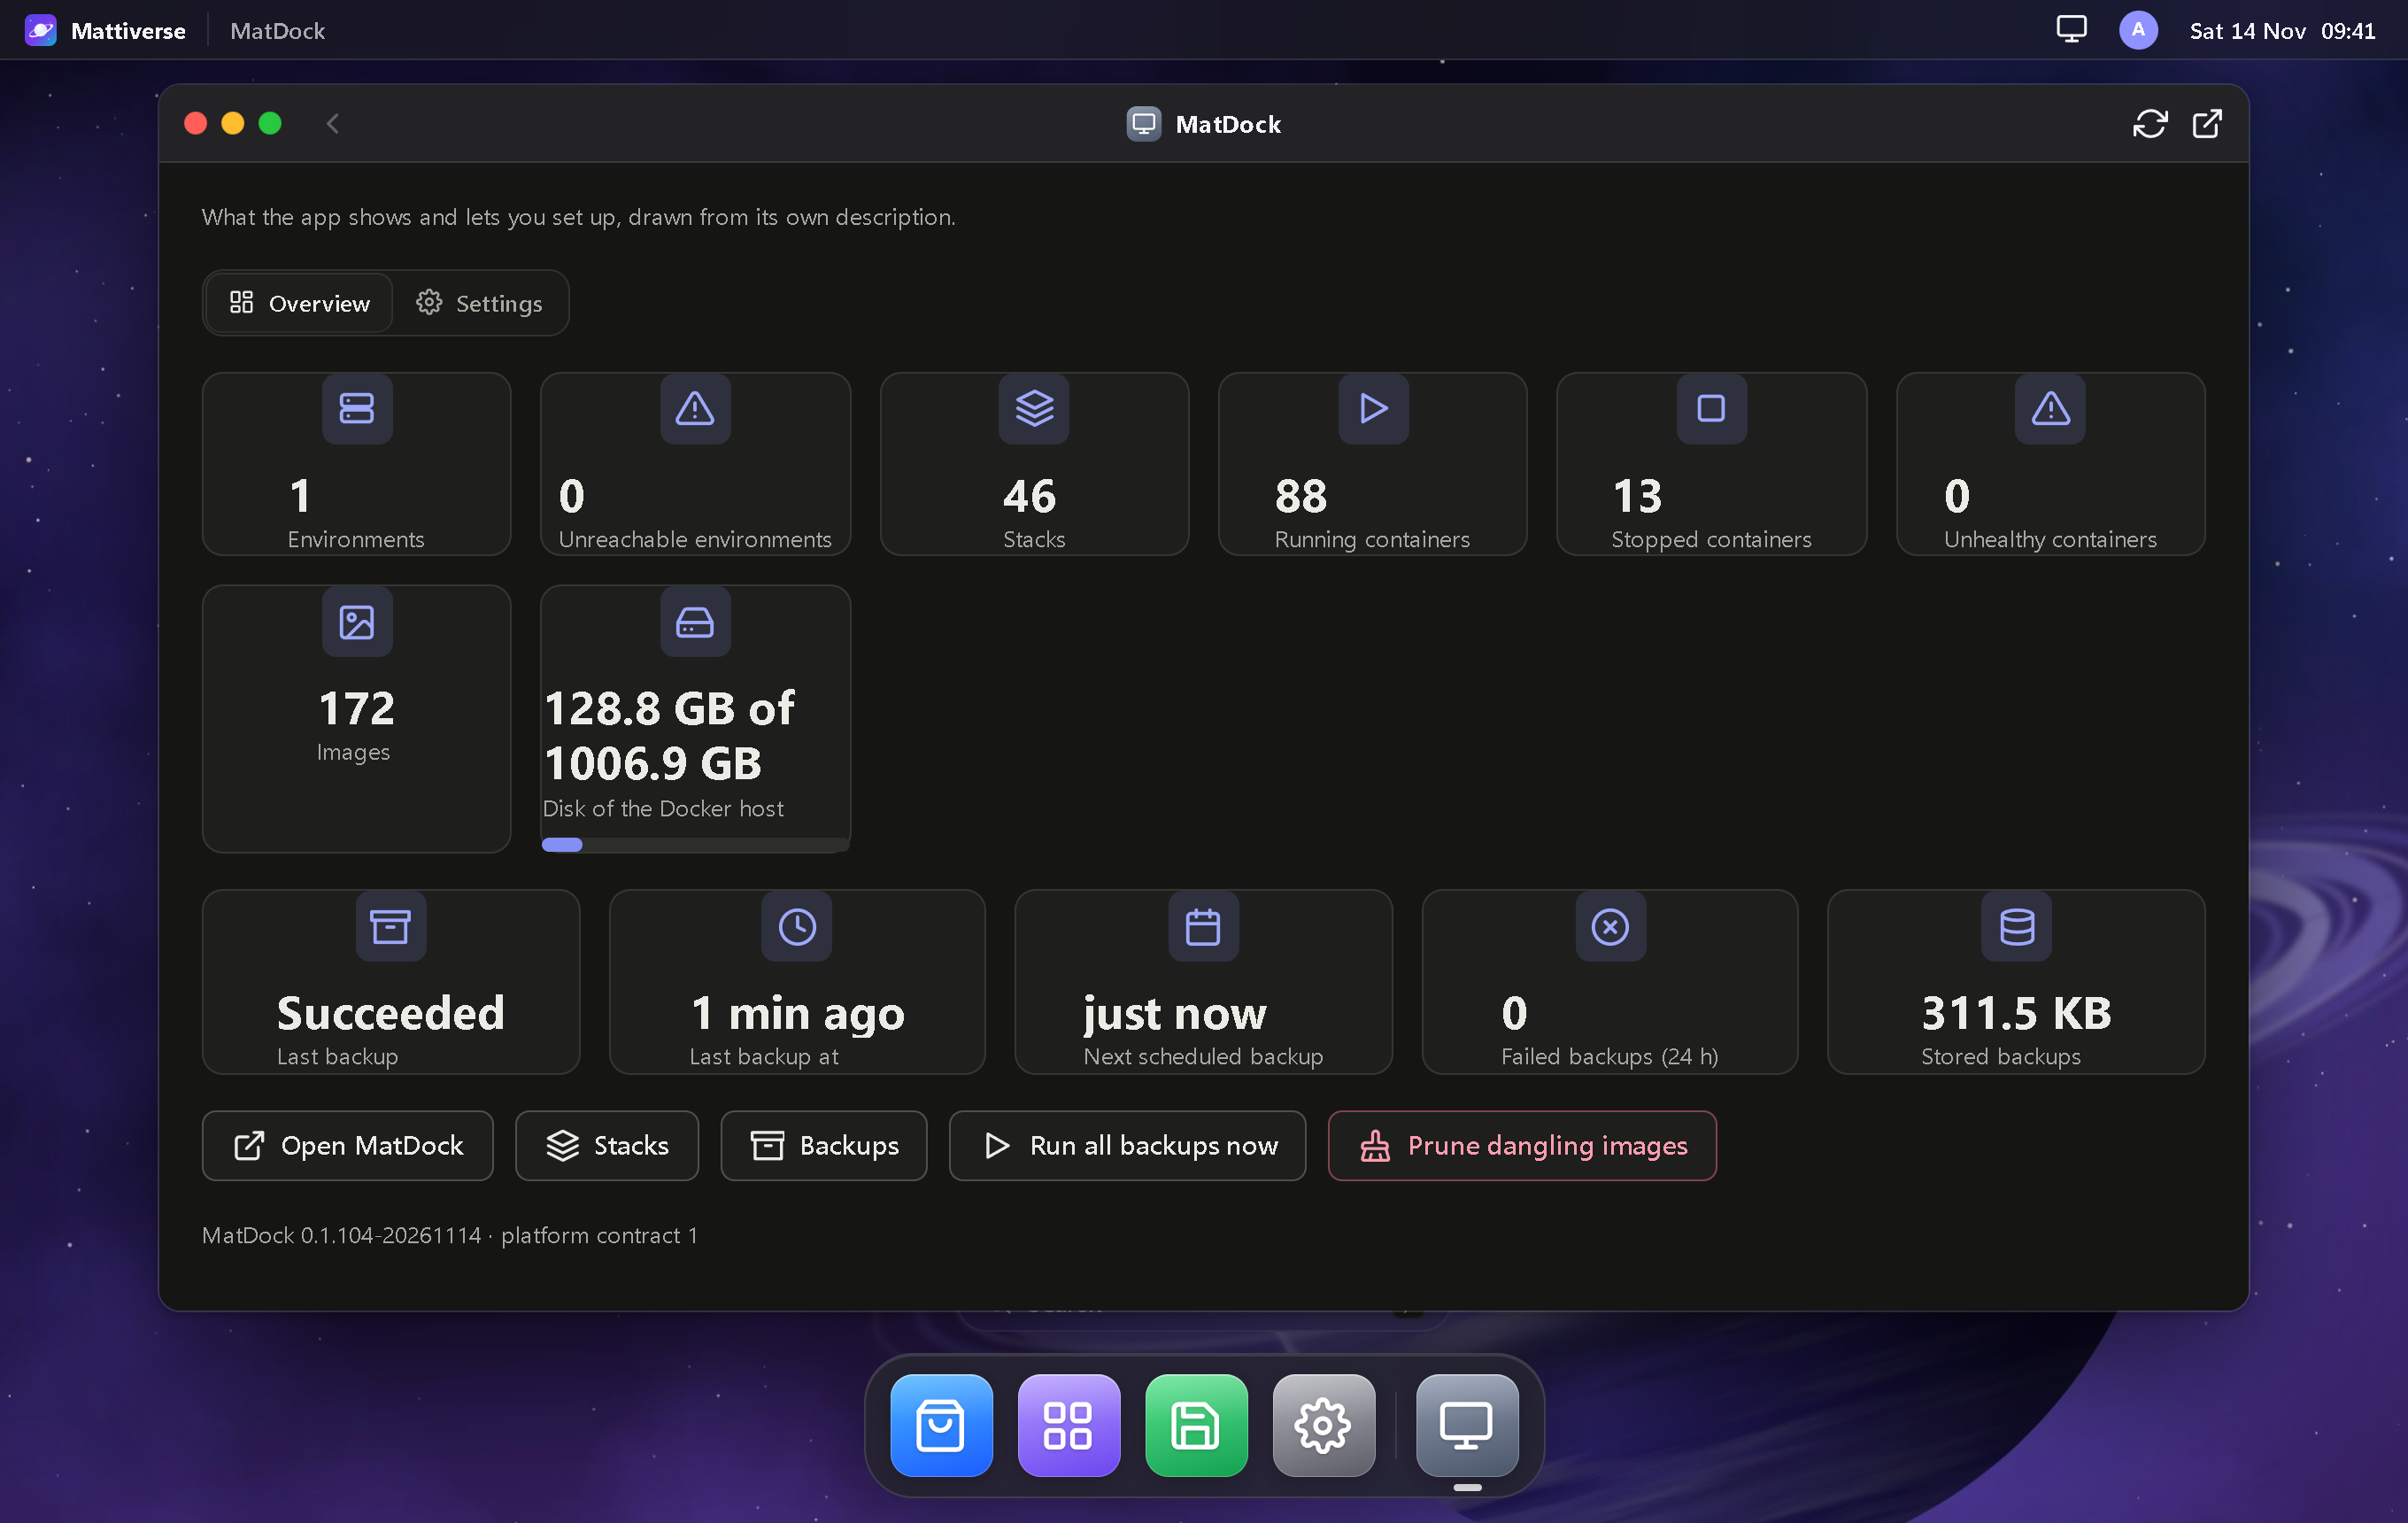 Mattiverse
MatDock
A
Sat 14 Nov 09:41
MatDock
What the app shows and lets you set up, drawn from its own description.
Overview
Settings
1
Environments
0
Unreachable environments
46
Stacks
88
Running containers
13
Stopped containers
0
Unhealthy containers
172
Images
128.8 GB of
1006.9 GB
Disk of the Docker host
Succeeded
Last backup
1 min ago
Last backup at
just now
Next scheduled backup
0
Failed backups (24 h)
311.5 KB
Stored backups
Open MatDock
Stacks
Backups
Run all backups now
Prune dangling images
MatDock 0.1.104-20261114 · platform contract 1